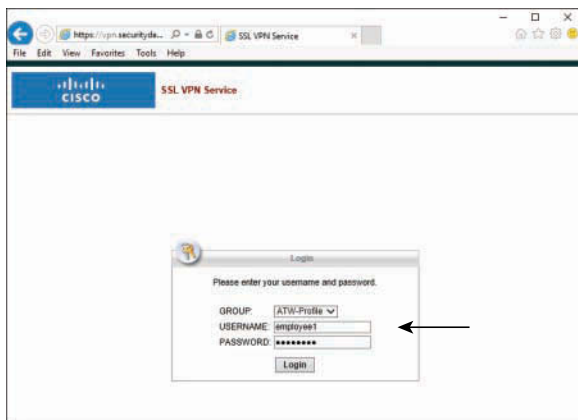 https://vpn.securityda...
SSL VPN Service
File Edit View Favorites Tools Help
CISCO
SSL VPN Service
Login
Please enter your username and password.
GROUP: ATW-Profile
USERNAME: employee1
PASSWORD: ••••••••
Login